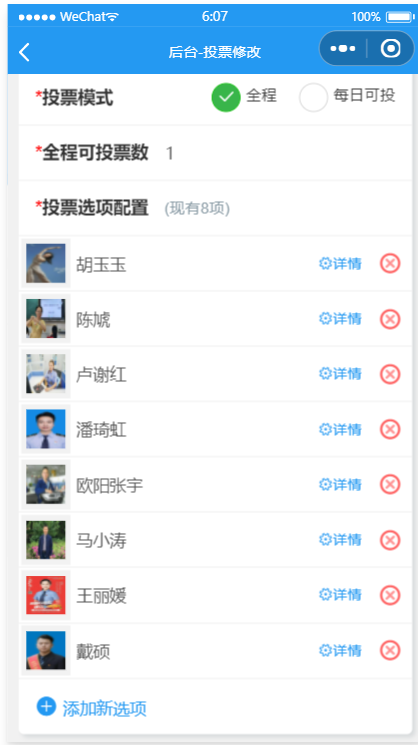 WeChat 6:07 100%
后台-投票修改
*投票模式 全程 每日可投
*全程可投票数 1
*投票选项配置 (现有8项)
胡玉玉 详情
陈虓 详情
卢谢红 详情
潘琦虹 详情
欧阳张宇 详情
马小涛 详情
王丽媛 详情
戴硕 详情
添加新选项